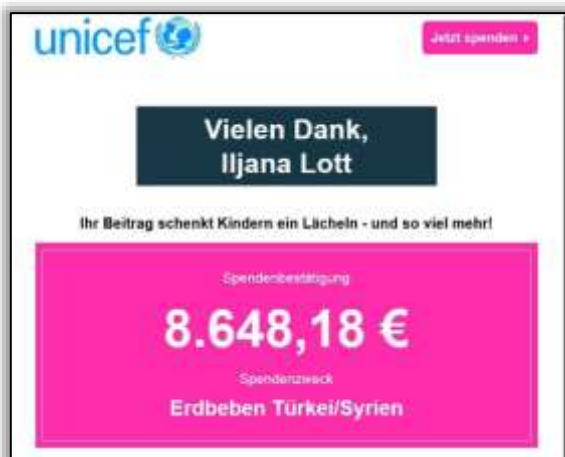 unicef
Jetzt spenden
Vielen Dank,
Iljana Lott
Ihr Beitrag schenkt Kindern ein Lächeln - und so viel mehr!
Spendenbestätigung
8.648,18 €
Spendenzweck
Erdbeben Türkei/Syrien